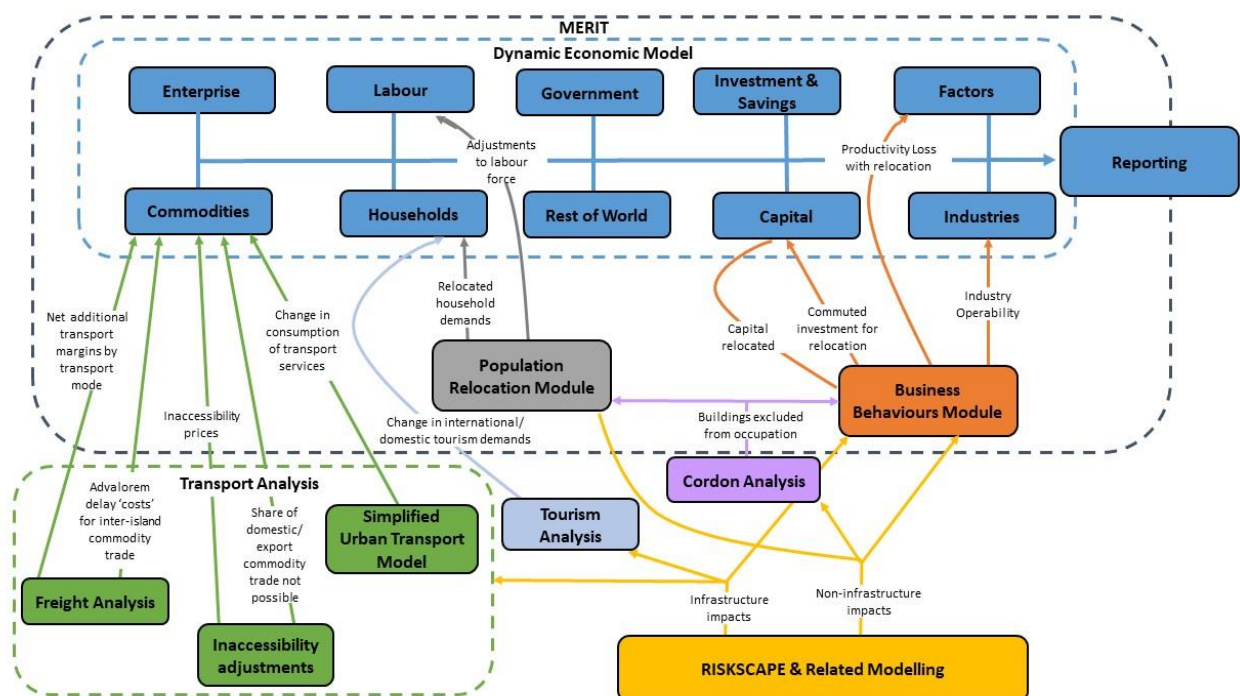 MERIT
Dynamic Economic Model
Enterprise
Labour
Government
Investment &
Savings
Factors
Adjustments
to labour
force
Productivity Loss
with relocation
Reporting
Commodities
Households
Rest of World
Capital
Industries
Net additional
transport
margins by
transport
mode
Change in
consumption
of transport
services
Relocated
household
demands
Capital
relocated
Commuted
investment for
relocation
Industry
Operability
Population
Relocation Module
Business
Behaviours Module
Inaccessibility
prices
Change in international/
domestic tourism demands
Buildings excluded
from occupation
Cordon Analysis
Transport Analysis
Advalorem
delay ‘costs’
for inter-island
commodity
trade
Share of
domestic/
export
commodity
trade not
possible
Simplified
Urban Transport
Model
Tourism
Analysis
Freight Analysis
Inaccessibility
adjustments
Infrastructure
impacts
Non-infrastructure
impacts
RISKSCAPE & Related Modelling